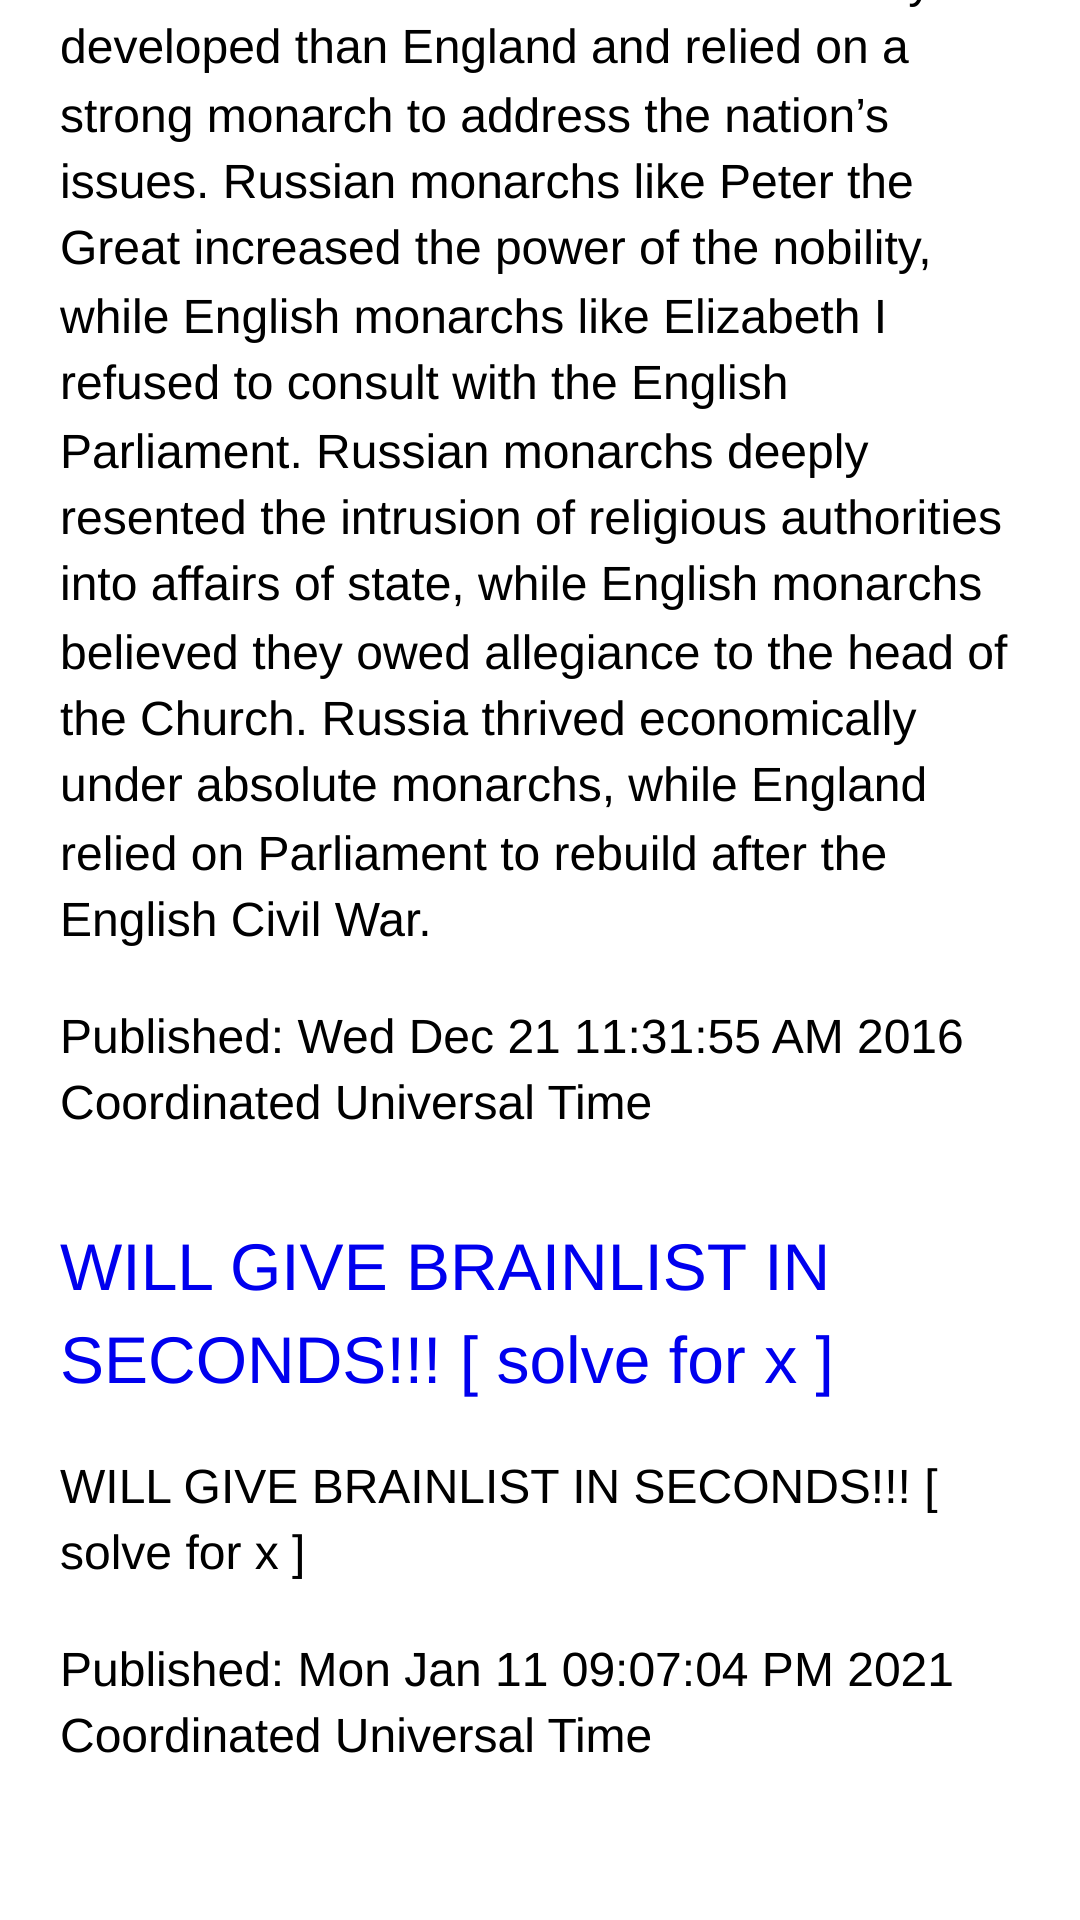 developed than England and relied on a
strong monarch to address the nation’s
issues. Russian monarchs like Peter the
Great increased the power of the nobility,
while English monarchs like Elizabeth I
refused to consult with the English
Parliament. Russian monarchs deeply
resented the intrusion of religious authorities
into affairs of state, while English monarchs
believed they owed allegiance to the head of
the Church. Russia thrived economically
under absolute monarchs, while England
relied on Parliament to rebuild after the
English Civil War.
Published: Wed Dec 21 11:31:55 AM 2016
Coordinated Universal Time
WILL GIVE BRAINLIST IN
SECONDS!!! [ solve for x ]
WILL GIVE BRAINLIST IN SECONDS!!! [
solve for x ]
Published: Mon Jan 11 09:07:04 PM 2021
Coordinated Universal Time